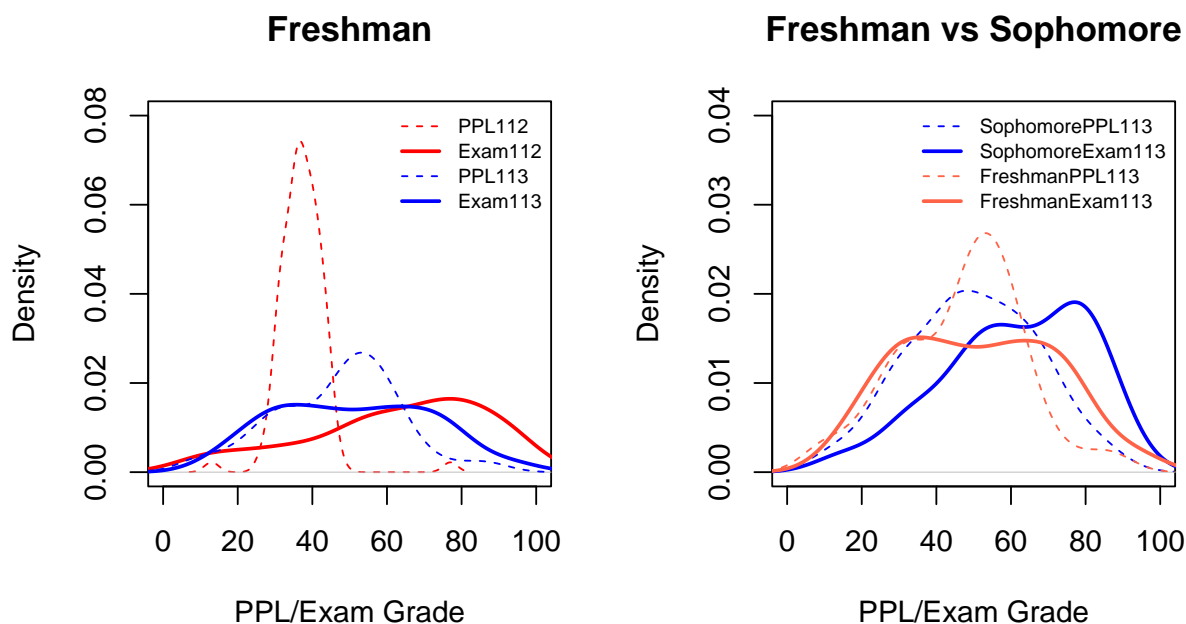 Freshman
Density
0.00 0.02 0.04 0.06 0.08
PPL112
Exam112
PPL113
Exam113
0 20 40 60 80 100
PPL/Exam Grade
Freshman vs Sophomore
Density
0.00 0.01 0.02 0.03 0.04
SophomorePPL113
SophomoreExam113
FreshmanPPL113
FreshmanExam113
0 20 40 60 80 100
PPL/Exam Grade